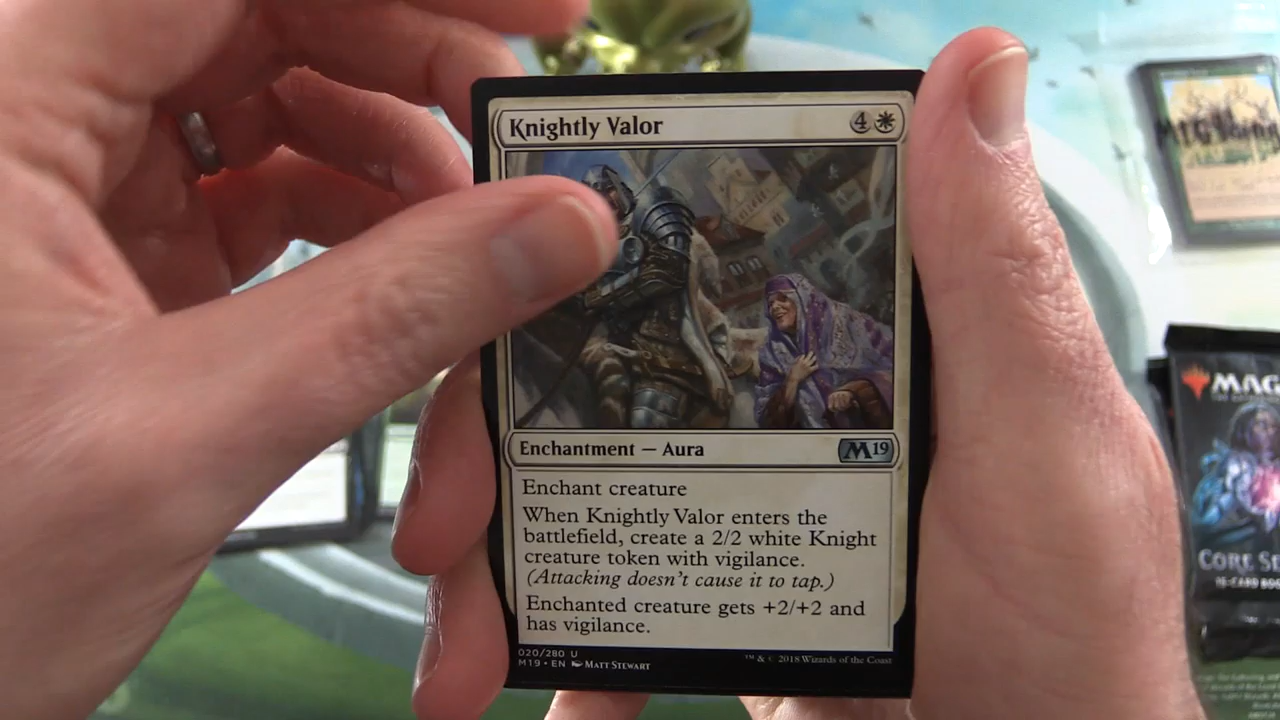 Knightly Valor
4
Enchantment — Aura
M19
Enchant creature
When Knightly Valor enters the
battlefield, create a 2/2 white Knight
creature token with vigilance.
(Attacking doesn't cause it to tap.)
Enchanted creature gets +2/+2 and
has vigilance.
020/280 U
M19 • EN Matt Stewart
™ & © 2018 Wizards of the Coast
MAG
Core Se